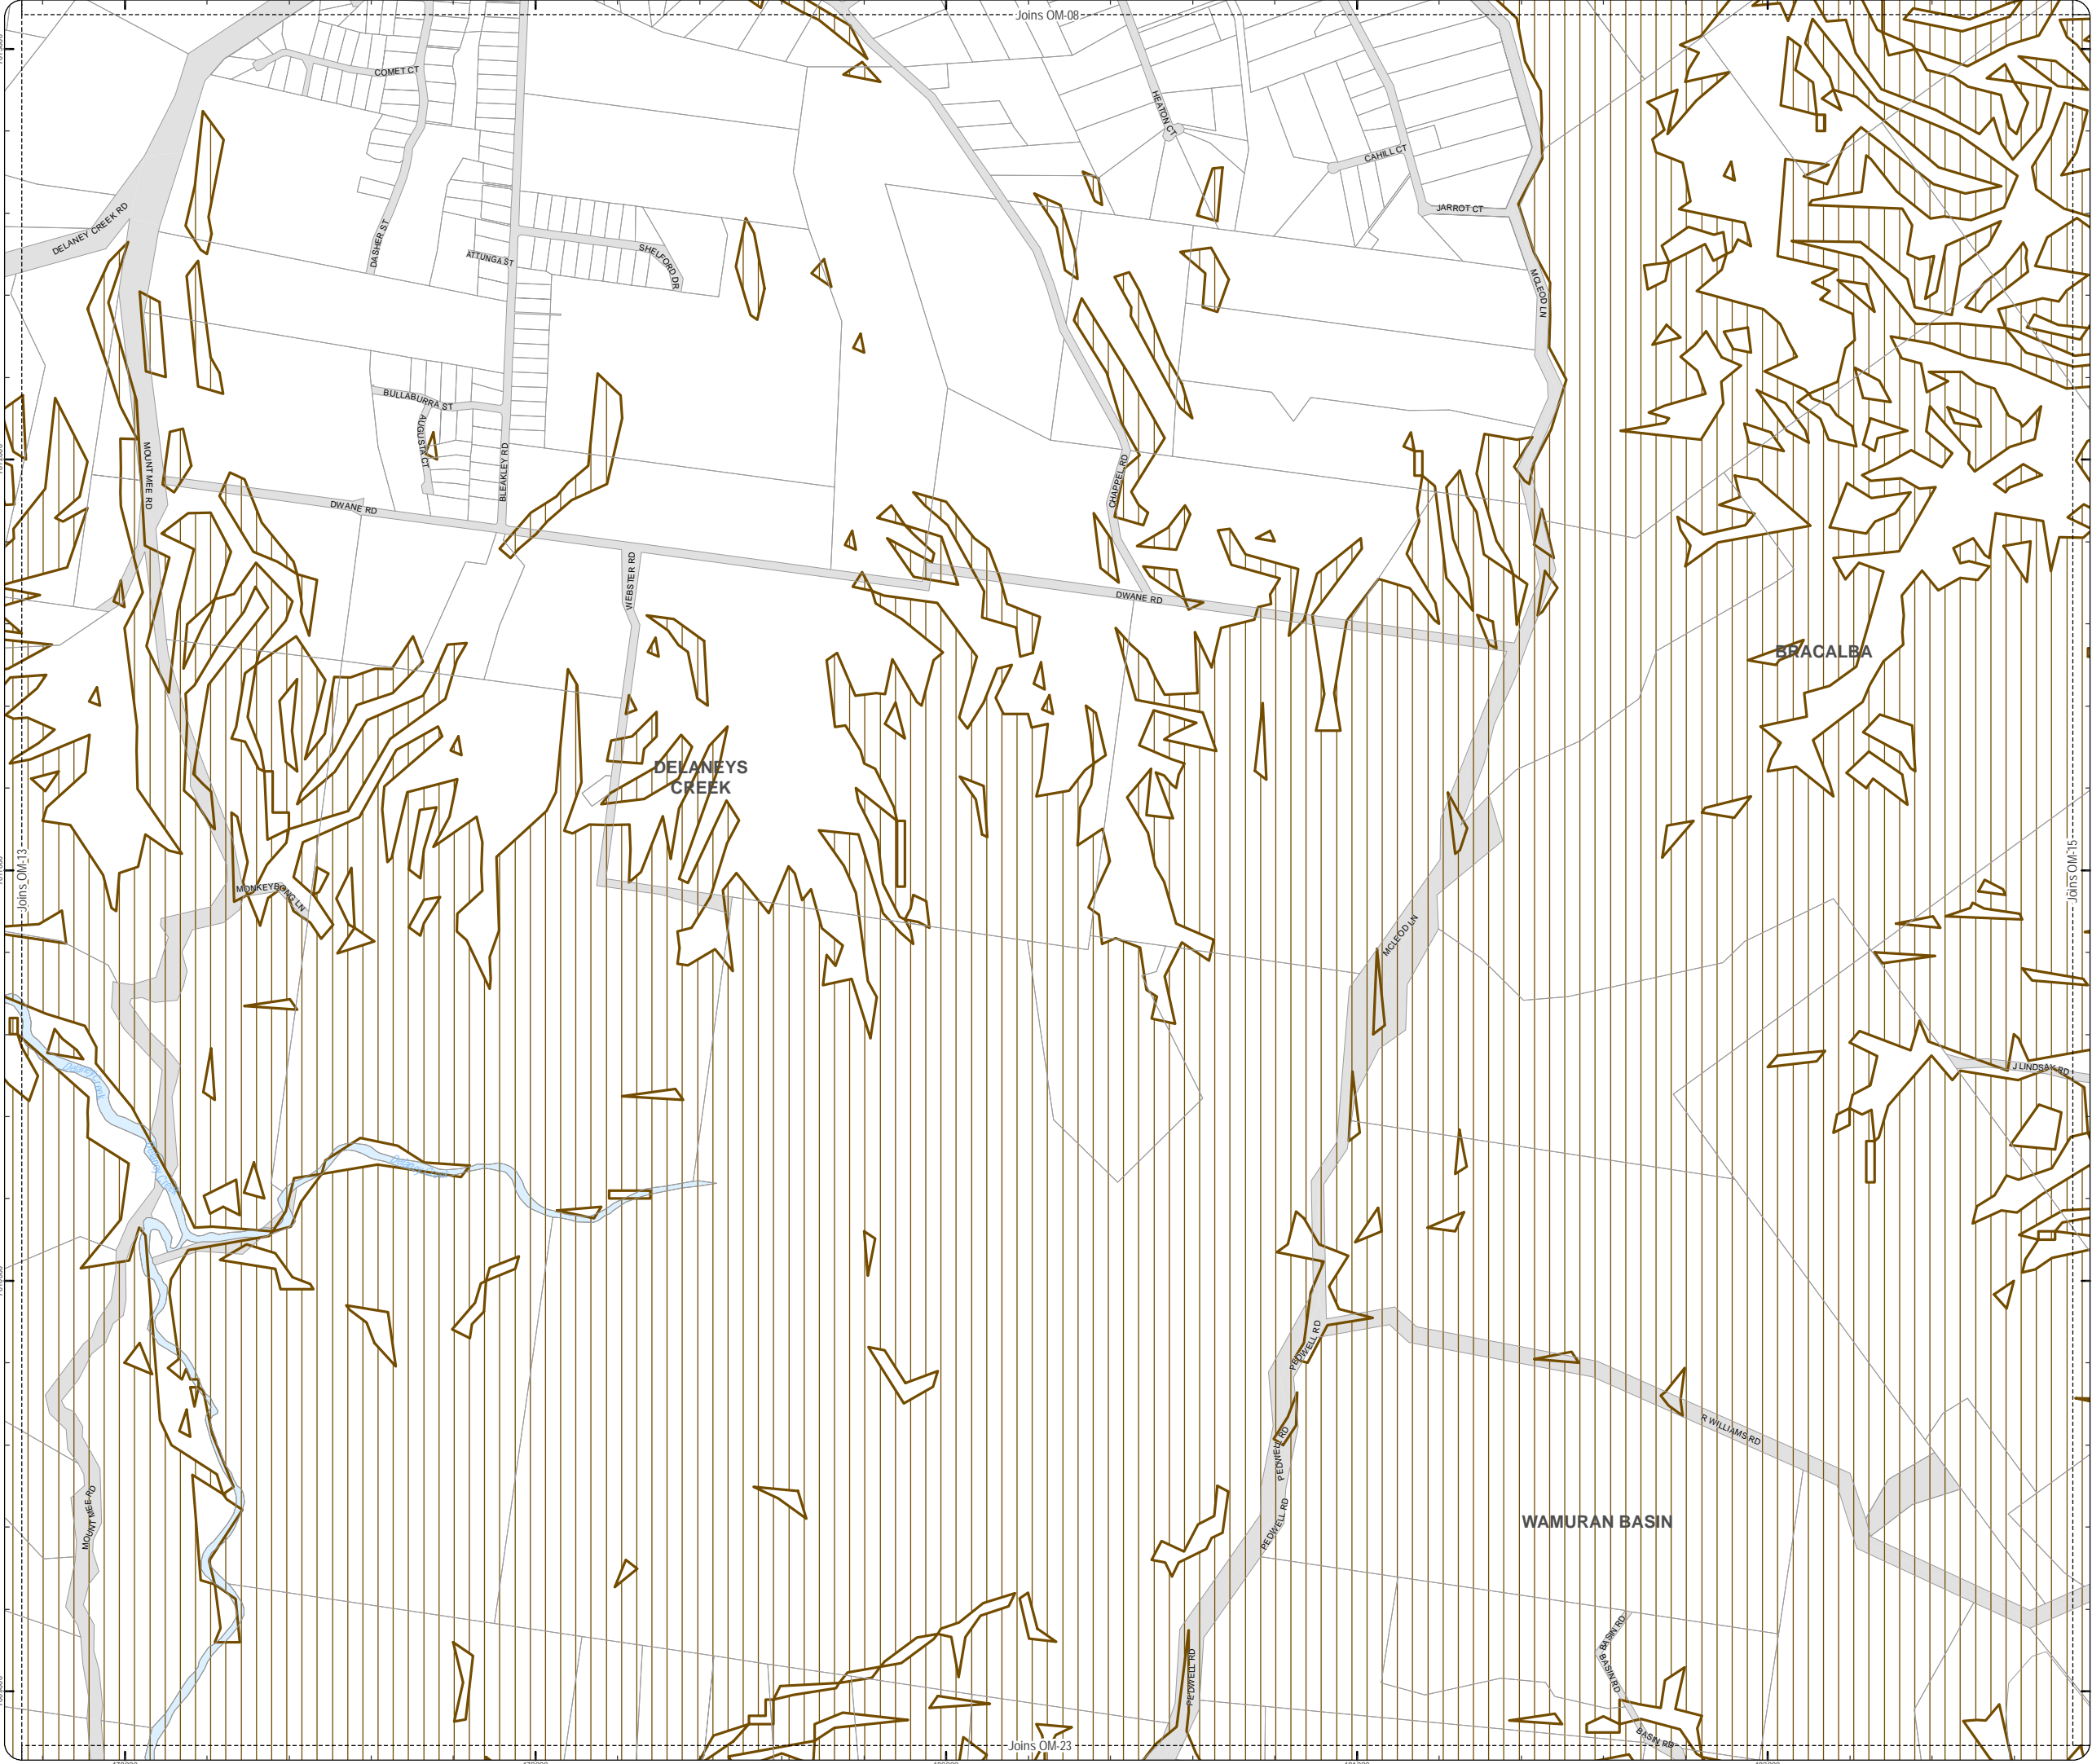 Joins OM-08
COMET CT
HEATON CT
CAHILL CT
JARROT CT
DELANEY CREEK RD
DASHER ST
ATTUNGA ST
SHELFORD DR
MCLEOD LN
BULLABURRA ST
AUGUSTA CT
MOUNT MEE RD
BLEAKLEY RD
CHAPPEL RD
DWANE RD
WEBSTER RD
DWANE RD
BRACALBA
DELANEYS
CREEK
Joins OM-13
Joins OM-15
MONKEYBONG LN
MCLEOD LN
J LINDSAY RD
PEDWELL RD
R WILLIAMS RD
PEDWELL RD
MOUNT MEE RD
PEDWELL RD
WAMURAN BASIN
BASIN RD
BASIN RD
PEDWELL RD
BASIN RD
Joins OM-23